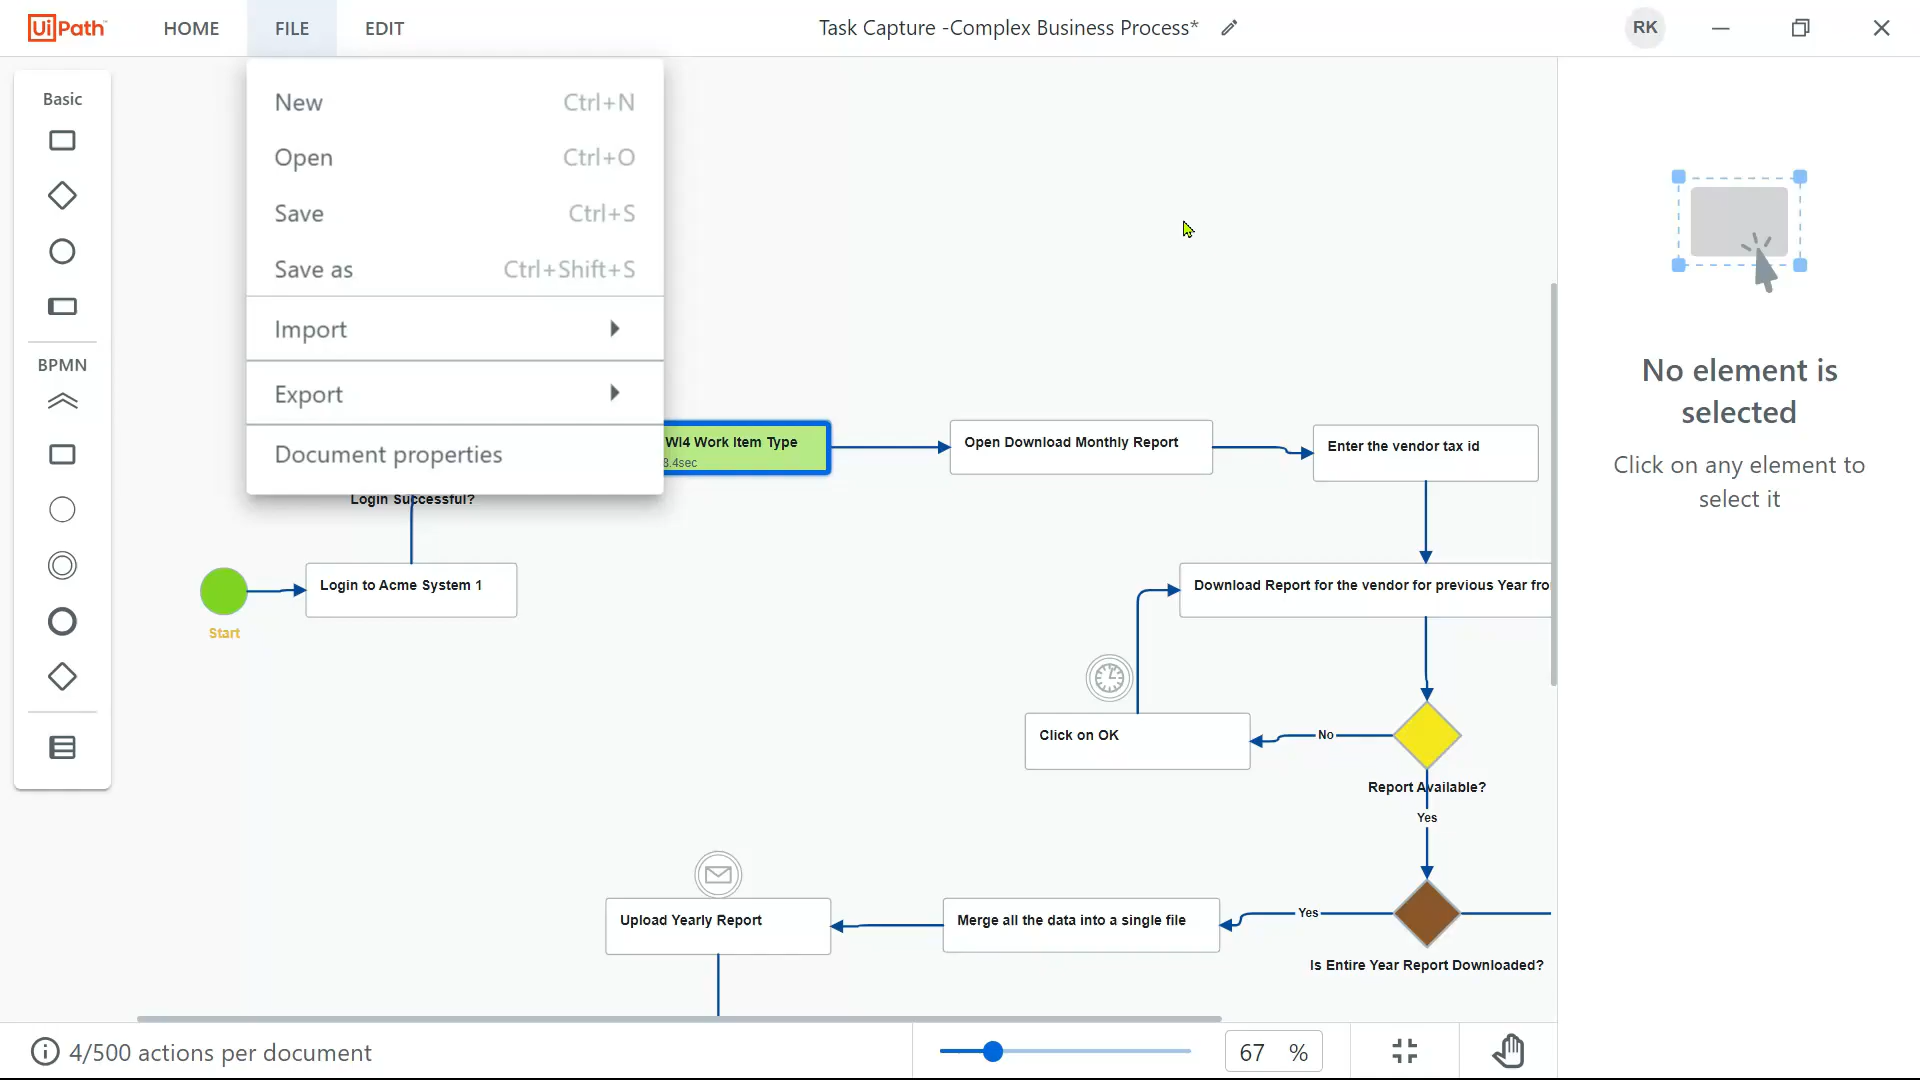 UiPath HOME FILE EDIT Task Capture -Complex Business Process* RK
Basic
BPMN
New Ctrl+N
Open Ctrl+O
Save Ctrl+S
Save as Ctrl+Shift+S
Import
Export
Document properties
WI4 Work Item Type
8.4sec
Open Download Monthly Report
Enter the vendor tax id
Login Successful?
Start
Login to Acme System 1
Download Report for the vendor for previous Year fro
Click on OK
No
Report Available?
Yes
Upload Yearly Report
Merge all the data into a single file
Yes
Is Entire Year Report Downloaded?
No element is
selected
Click on any element to
select it
4/500 actions per document
67 %